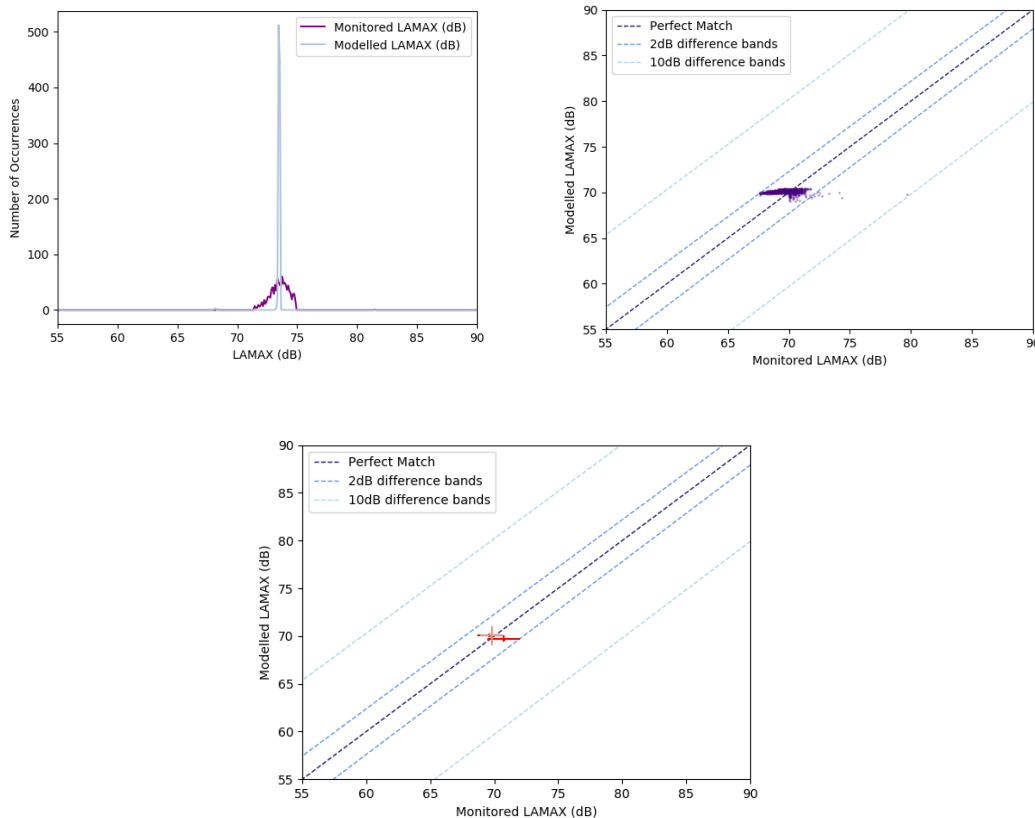 Monitored LAMAX (dB)
Modelled LAMAX (dB)
Number of Occurrences
500
400
300
200
100
0
55 60 65 70 75 80 85 90
LAMAX (dB)
Perfect Match
2dB difference bands
10dB difference bands
Modelled LAMAX (dB)
90
85
80
75
70
65
60
55
55 60 65 70 75 80 85 90
Monitored LAMAX (dB)
Perfect Match
2dB difference bands
10dB difference bands
Modelled LAMAX (dB)
90
85
80
75
70
65
60
55
55 60 65 70 75 80 85 90
Monitored LAMAX (dB)